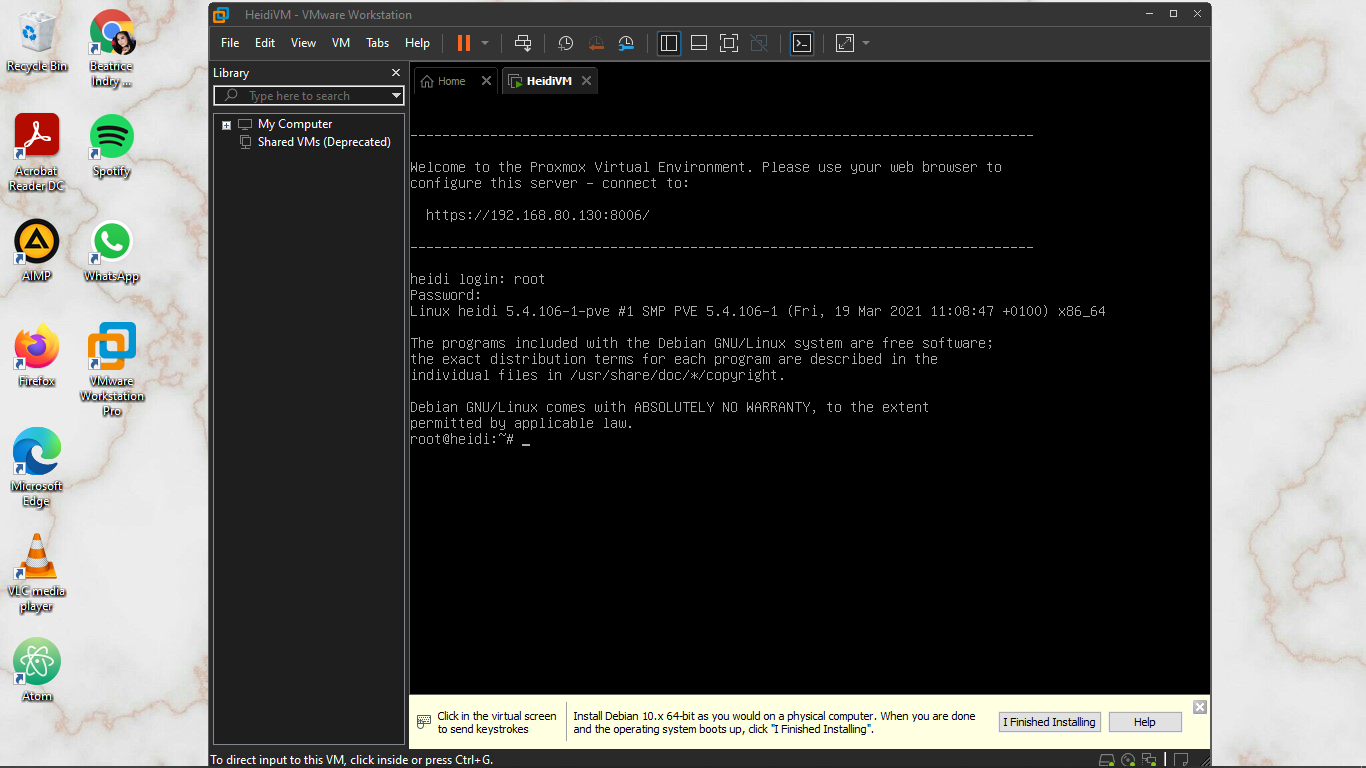 Recycle Bin
Beatrice
Indry ...
Acrobat
Reader DC
Spotify
AIMP
WhatsApp
Firefox
VMware
Workstation
Pro
Microsoft
Edge
VLC media
player
Atom
HeidiVM - VMware Workstation
File Edit View VM Tabs Help
Library
Type here to search
My Computer
Shared VMs (Deprecated)
Home
HeidiVM
------------------------------------------------------------------------------
Welcome to the Proxmox Virtual Environment. Please use your web browser to
configure this server - connect to:
https://192.168.80.130:8006/
------------------------------------------------------------------------------
heidi login: root
Password:
Linux heidi 5.4.106-1-pve #1 SMP PVE 5.4.106-1 (Fri, 19 Mar 2021 11:08:47 +0100) x86_64
The programs included with the Debian GNU/Linux system are free software;
the exact distribution terms for each program are described in the
individual files in /usr/share/doc/*/copyright.
Debian GNU/Linux comes with ABSOLUTELY NO WARRANTY, to the extent
permitted by applicable law.
root@heidi:~# _
Click in the virtual screen
to send keystrokes
Install Debian 10.x 64-bit as you would on a physical computer. When you are done
and the operating system boots up, click "I Finished Installing".
I Finished Installing
Help
To direct input to this VM, click inside or press Ctrl+G.